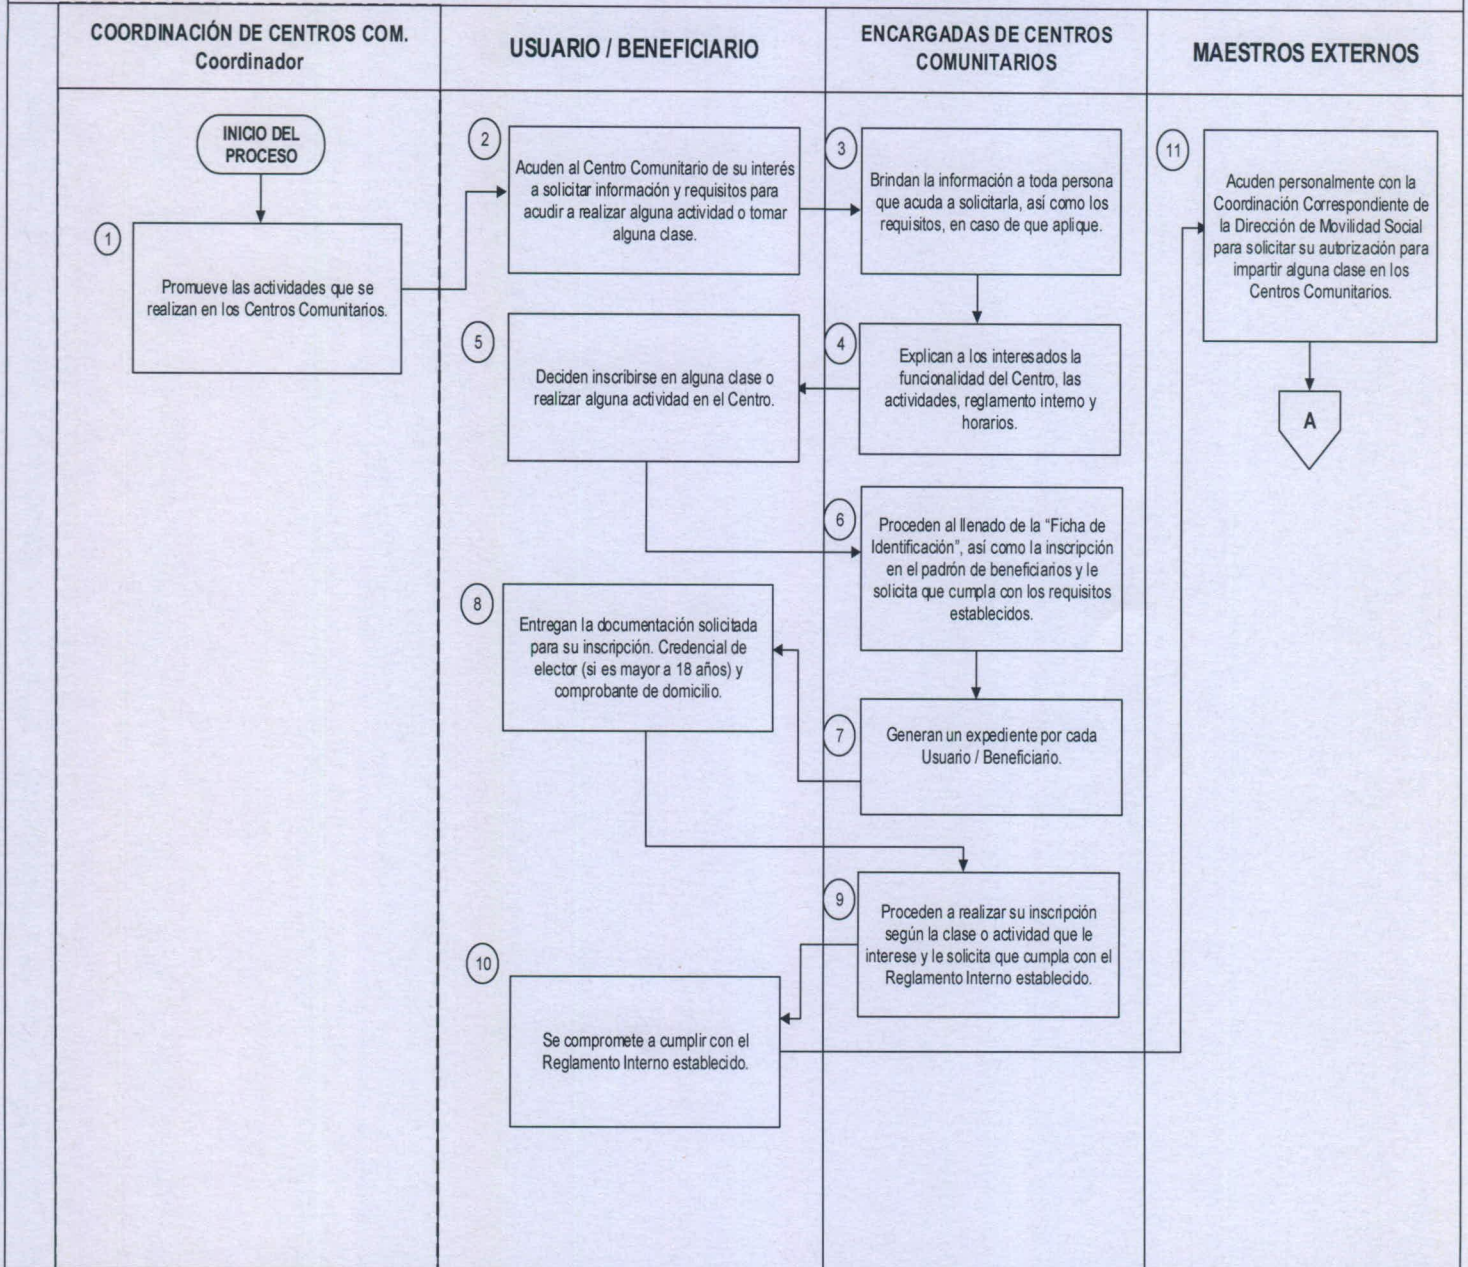 COORDINACIÓN DE CENTROS COM.
Coordinador
USUARIO / BENEFICIARIO
ENCARGADAS DE CENTROS
COMUNITARIOS
MAESTROS EXTERNOS
INICIO DEL
PROCESO
1
Promueve las actividades que se
realizan en los Centros Comunitarios.
2
Acuden al Centro Comunitario de su interés
a solicitar información y requisitos para
acudir a realizar alguna actividad o tomar
alguna clase.
3
Brindan la información a toda persona
que acuda a solicitarla, así como los
requisitos, en caso de que aplique.
4
Explican a los interesados la
funcionalidad del Centro, las
actividades, reglamento interno y
horarios.
5
Deciden inscribirse en alguna clase o
realizar alguna actividad en el Centro.
6
Proceden al llenado de la “Ficha de
Identificación”, así como la inscripción
en el padrón de beneficiarios y le
solicita que cumpla con los requisitos
establecidos.
7
Generan un expediente por cada
Usuario / Beneficiario.
8
Entregan la documentación solicitada
para su inscripción. Credencial de
elector (si es mayor a 18 años) y
comprobante de domicilio.
9
Proceden a realizar su inscripción
según la clase o actividad que le
interese y le solicita que cumpla con el
Reglamento Interno establecido.
10
Se compromete a cumplir con el
Reglamento Interno establecido.
11
Acuden personalmente con la
Coordinación Correspondiente de
la Dirección de Movilidad Social
para solicitar su autorización para
impartir alguna clase en los
Centros Comunitarios.
A